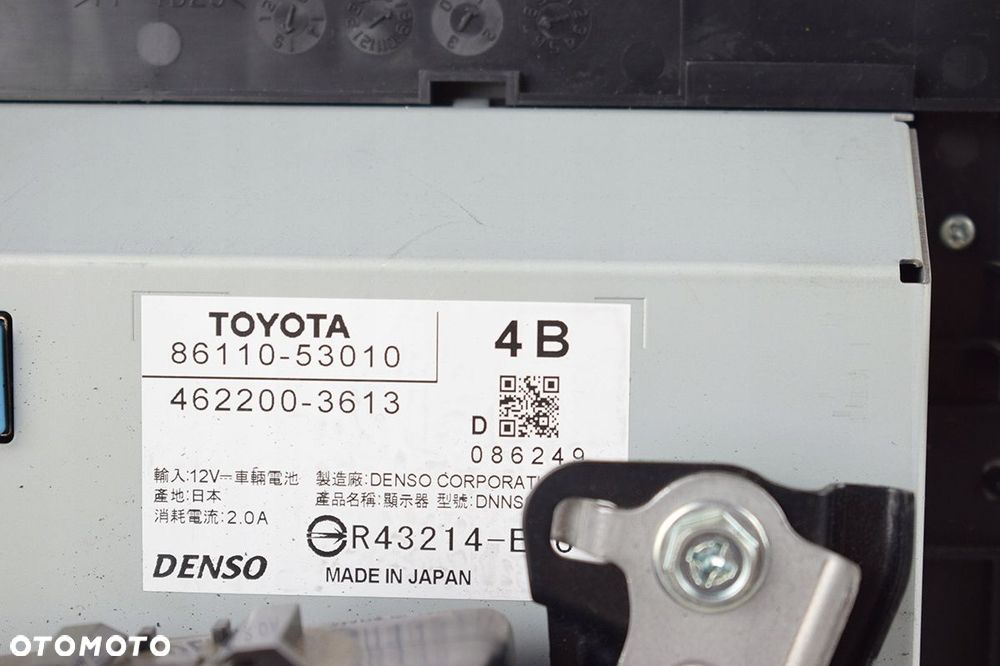 TOYOTA
86110-53010
4B
462200-3613
D
086249
輸入:12V一車輛電池
產地:日本
消耗電流:2.0A
製造廠:DENSO CORPORATI
產品名稱:顯示器 型號:DNNS
R43214-E
DENSO
MADE IN JAPAN
OTOMOTO